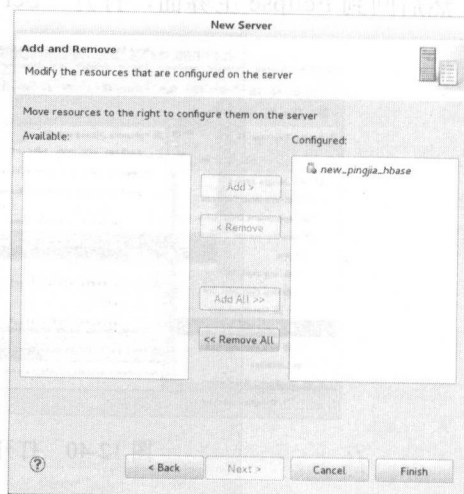 New Server
Add and Remove
Modify the resources that are configured on the server
Move resources to the right to configure them on the server
Available:
Configured:
new_pingjia_hbase
Add >
< Remove
Add All >>
<< Remove All
< Back
Next >
Cancel
Finish